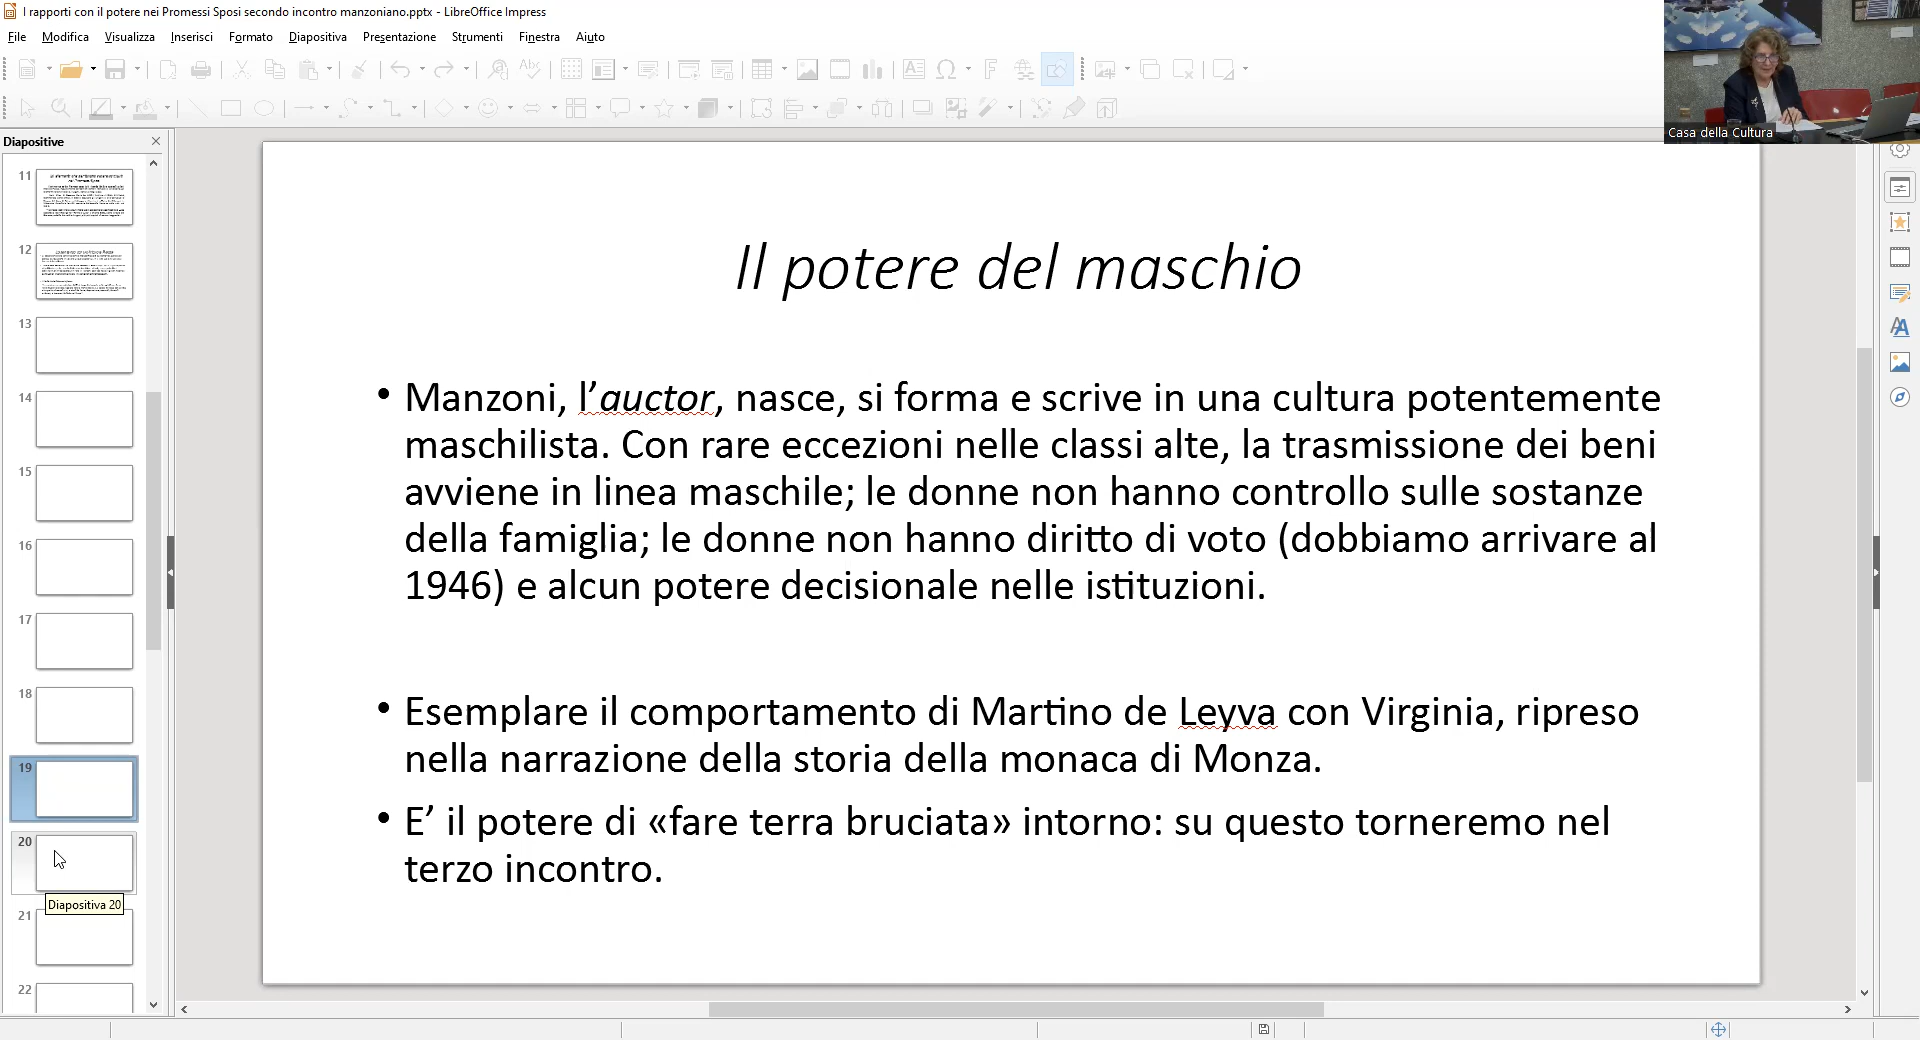 I rapporti con il potere nei Promessi Sposi secondo incontro manzoniano.pptx - LibreOffice Impress
File Modifica Visualizza Inserisci Formato Diapositiva Presentazione Strumenti Finestra Aiuto
Casa della Cultura
Diapositive
11
12
13
14
15
16
17
18
19
20
Diapositiva 20
21
22
Il potere del maschio
• Manzoni, l’auctor, nasce, si forma e scrive in una cultura potentemente
maschilista. Con rare eccezioni nelle classi alte, la trasmissione dei beni
avviene in linea maschile; le donne non hanno controllo sulle sostanze
della famiglia; le donne non hanno diritto di voto (dobbiamo arrivare al
1946) e alcun potere decisionale nelle istituzioni.
• Esemplare il comportamento di Martino de Leyva con Virginia, ripreso
nella narrazione della storia della monaca di Monza.
• E’ il potere di «fare terra bruciata» intorno: su questo torneremo nel
terzo incontro.